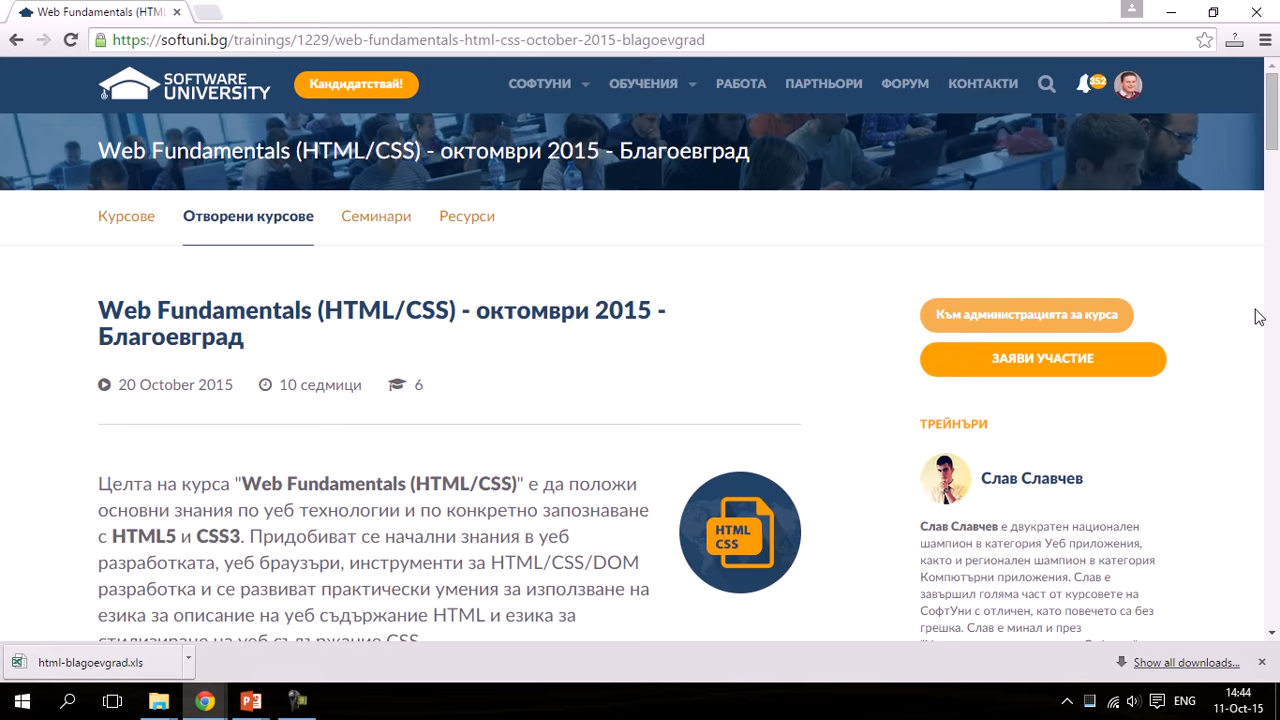 Web Fundamentals (HTML
https://softuni.bg/trainings/1229/web-fundamentals-html-css-october-2015-blagoevgrad
SOFTWARE
UNIVERSITY
Кандидатствай!
СОФТУНИ
ОБУЧЕНИЯ
РАБОТА
ПАРТНЬОРИ
ФОРУМ
КОНТАКТИ
352
Web Fundamentals (HTML/CSS) - октомври 2015 - Благоевград
Курсове
Отворени курсове
Семинари
Ресурси
Web Fundamentals (HTML/CSS) - октомври 2015 -
Благоевград
20 October 2015
10 седмици
6
Целта на курса "Web Fundamentals (HTML/CSS)" е да положи
основни знания по уеб технологии и по конкретно запознаване
с HTML5 и CSS3. Придобиват се начални знания в уеб
разработката, уеб браузъри, инструменти за HTML/CSS/DOM
разработка и се развиват практически умения за използване на
езика за описание на уеб съдържание HTML и езика за
стилизиране на уеб съдържание CSS.
HTML
CSS
Към администрацията за курса
ЗАЯВИ УЧАСТИЕ
ТРЕЙНЪРИ
Слав Славчев
Слав Славчев е двукратен национален
шампион в категория Уеб приложения,
както и регионален шампион в категория
Компютърни приложения. Слав е
завършил голяма част от курсовете на
СофтУни с отличен, като повечето са без
грешка. Слав е минал и през
html-blagoevgrad.xls
Show all downloads...
ENG
14:44
11-Oct-15